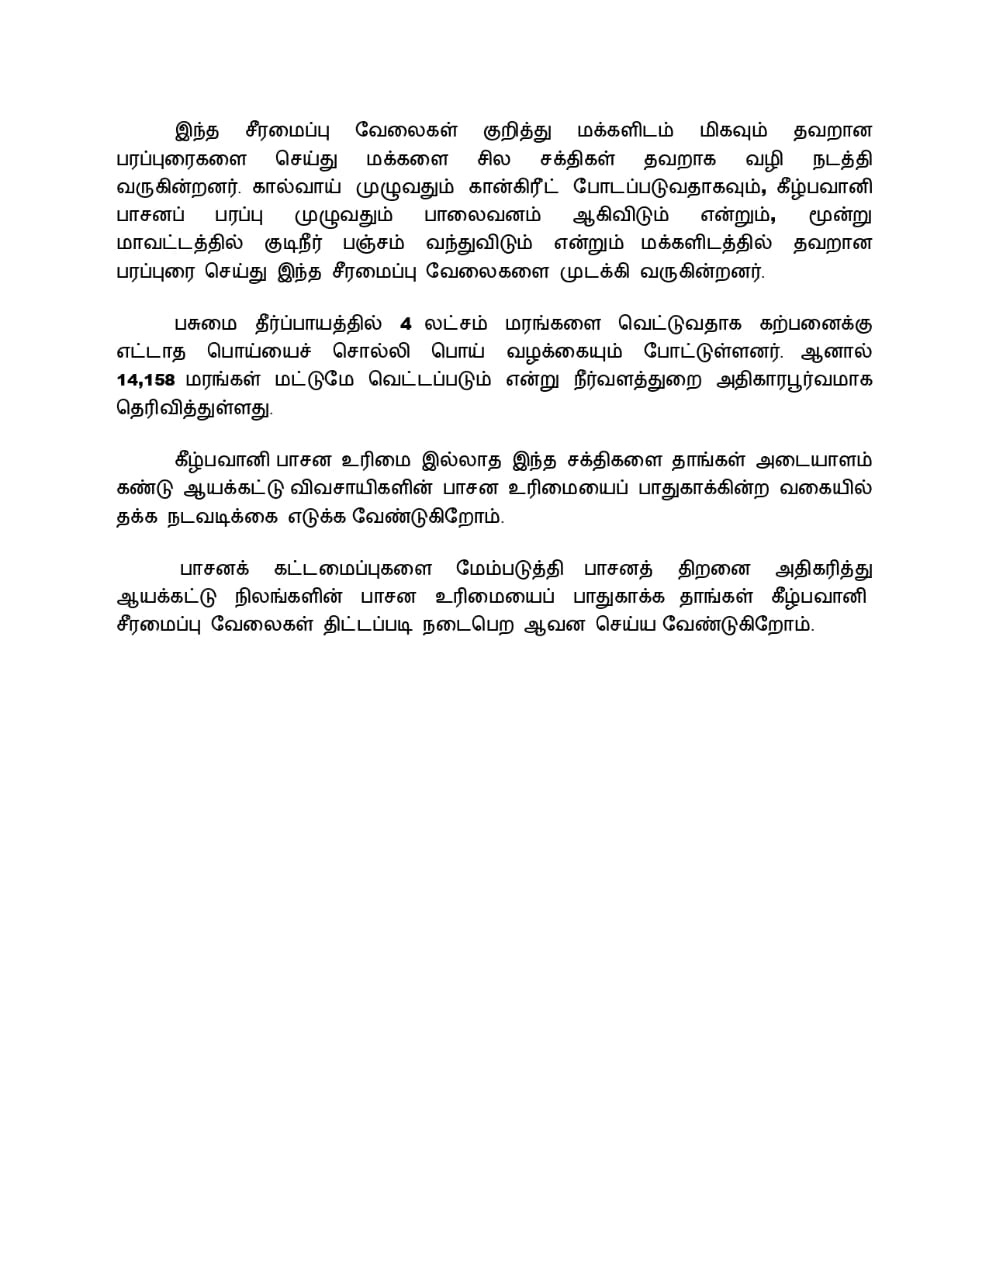 இந்த சீரமைப்பு வேலைகள் குறித்து மக்களிடம் மிகவும் தவறான
பரப்புரைகளை செய்து மக்களை சில சக்திகள் தவறாக வழி நடத்தி
வருகின்றனர். கால்வாய் முழுவதும் கான்கிரீட் போடப்படுவதாகவும், கீழ்பவானி
பாசனப் பரப்பு முழுவதும் பாலைவனம் ஆகிவிடும் என்றும், மூன்று
மாவட்டத்தில் குடிநீர் பஞ்சம் வந்துவிடும் என்றும் மக்களிடத்தில் தவறான
பரப்புரை செய்து இந்த சீரமைப்பு வேலைகளை முடக்கி வருகின்றனர்.
பசுமை தீர்ப்பாயத்தில் 4 லட்சம் மரங்களை வெட்டுவதாக கற்பனைக்கு
எட்டாத பொய்யைச் சொல்லி பொய் வழக்கையும் போட்டுள்ளனர். ஆனால்
14,158 மரங்கள் மட்டுமே வெட்டப்படும் என்று நீர்வளத்துறை அதிகாரபூர்வமாக
தெரிவித்துள்ளது.
கீழ்பவானி பாசன உரிமை இல்லாத இந்த சக்திகளை தாங்கள் அடையாளம்
கண்டு ஆயக்கட்டு விவசாயிகளின் பாசன உரிமையைப் பாதுகாக்கின்ற வகையில்
தக்க நடவடிக்கை எடுக்க வேண்டுகிறோம்.
பாசனக் கட்டமைப்புகளை மேம்படுத்தி பாசனத் திறனை அதிகரித்து
ஆயக்கட்டு நிலங்களின் பாசன உரிமையைப் பாதுகாக்க தாங்கள் கீழ்பவானி
சீரமைப்பு வேலைகள் திட்டப்படி நடைபெற ஆவன செய்ய வேண்டுகிறோம்.